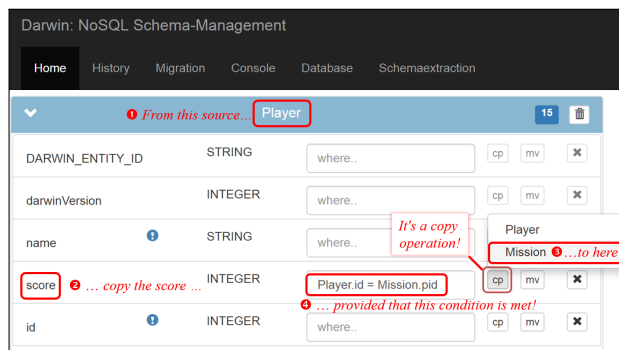 Darwin: NoSQL Schema-Management
Home History Migration Console Database Schemaextraction
❶ From this source... Player 15
DARWIN_ENTITY_ID STRING where.. cp mv
darwinVersion INTEGER where.. cp mv
It's a copy
operation!
name STRING where..
Player
Mission ❸ ...to here
score ❷ ... copy the score ... INTEGER Player.id = Mission.pid cp mv
❹ ... provided that this condition is met!
id INTEGER where.. cp mv